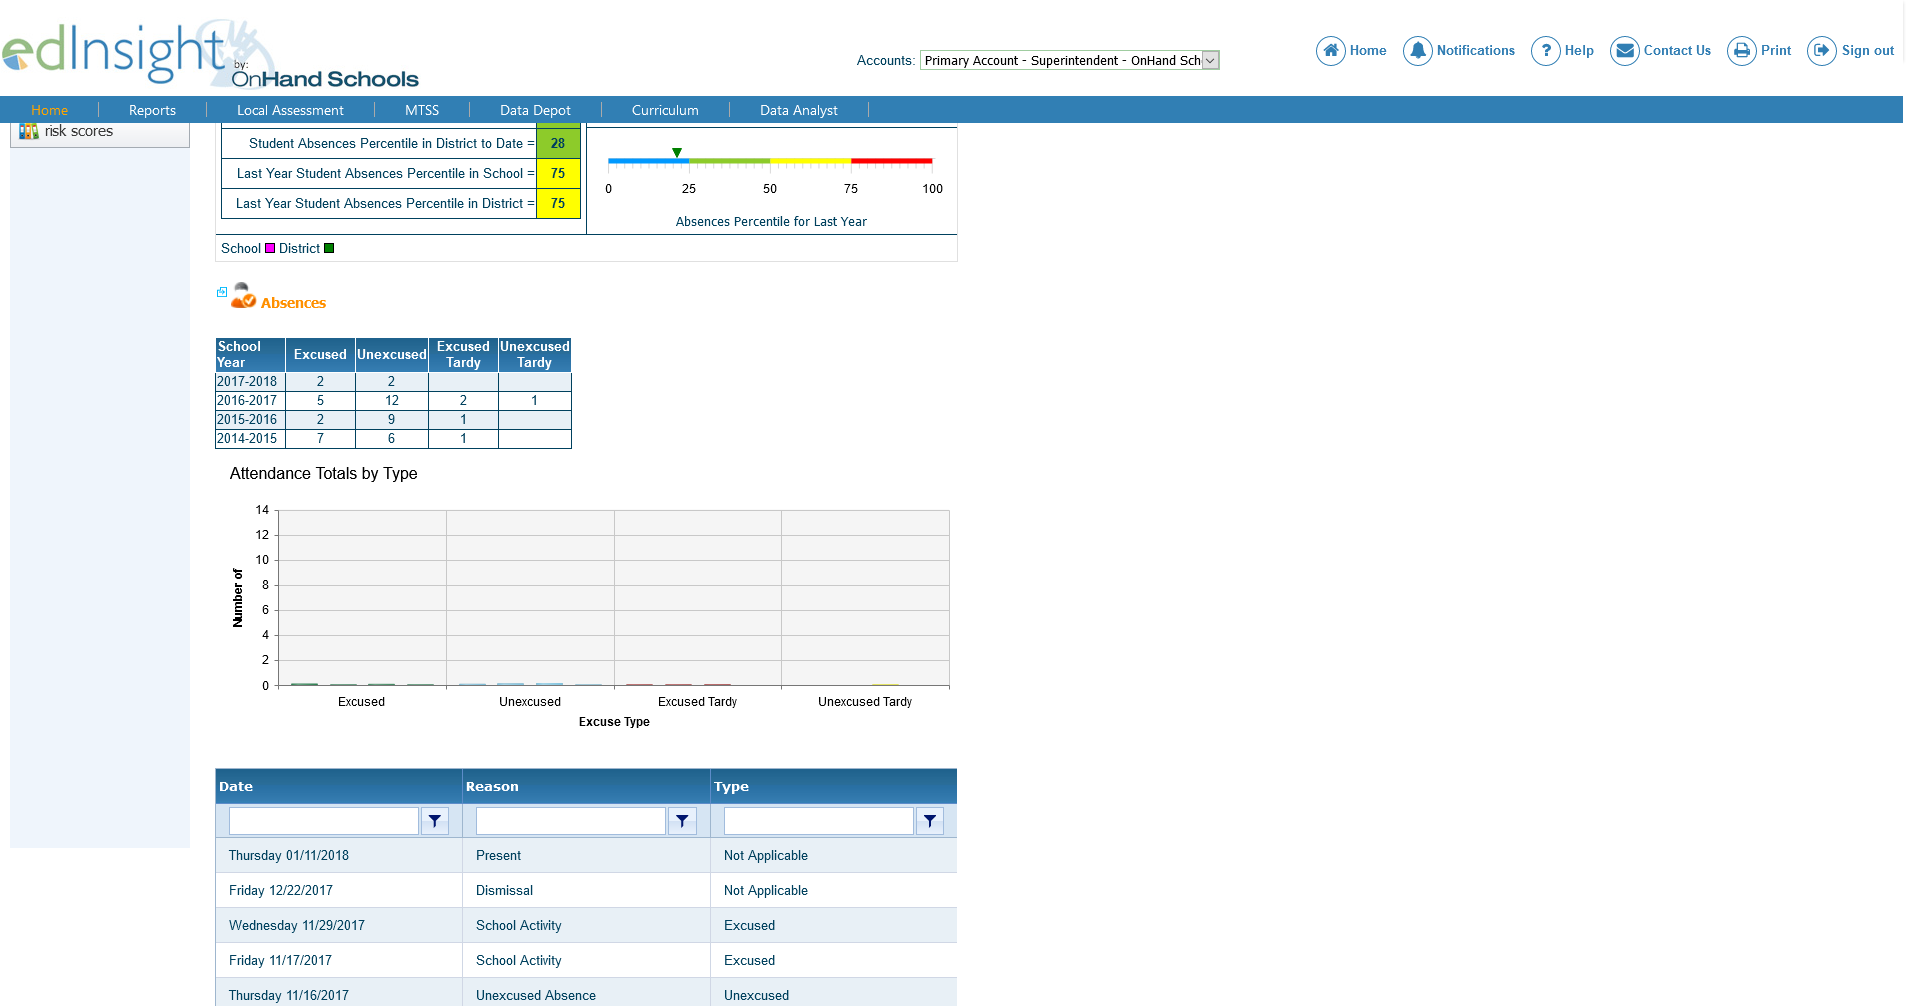 edInsight
by:
OnHand Schools
Accounts: Primary Account - Superintendent - OnHand Sch
Home Notifications ? Help Contact Us Print Sign out
Home Reports Local Assessment MTSS Data Depot Curriculum Data Analyst
risk scores
Student Absences Percentile in District to Date = 28
Last Year Student Absences Percentile in School = 75
Last Year Student Absences Percentile in District = 75
0 25 50 75 100
Absences Percentile for Last Year
School District
Absences
School Year Excused Unexcused Excused Tardy Unexcused Tardy
2017-2018 2 2
2016-2017 5 12 2 1
2015-2016 2 9 1
2014-2015 7 6 1
Attendance Totals by Type
14
12
10
8
6
4
2
0
Number of
Excused Unexcused Excused Tardy Unexcused Tardy
Excuse Type
Date Reason Type
Thursday 01/11/2018 Present Not Applicable
Friday 12/22/2017 Dismissal Not Applicable
Wednesday 11/29/2017 School Activity Excused
Friday 11/17/2017 School Activity Excused
Thursday 11/16/2017 Unexcused Absence Unexcused